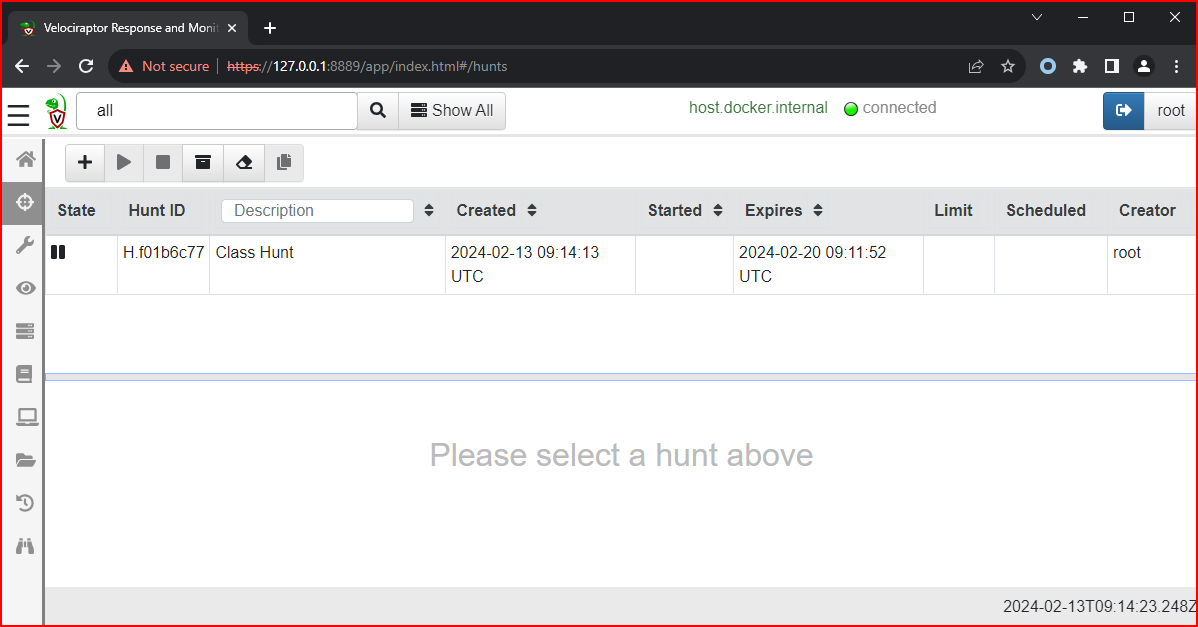 Velociraptor Response and Monit
Not secure https://127.0.0.1:8889/app/index.html#/hunts
all Show All host.docker.internal connected root
State Hunt ID Description Created Started Expires Limit Scheduled Creator
H.f01b6c77 Class Hunt 2024-02-13 09:14:13 2024-02-20 09:11:52 root
UTC UTC
Please select a hunt above
2024-02-13T09:14:23.248Z